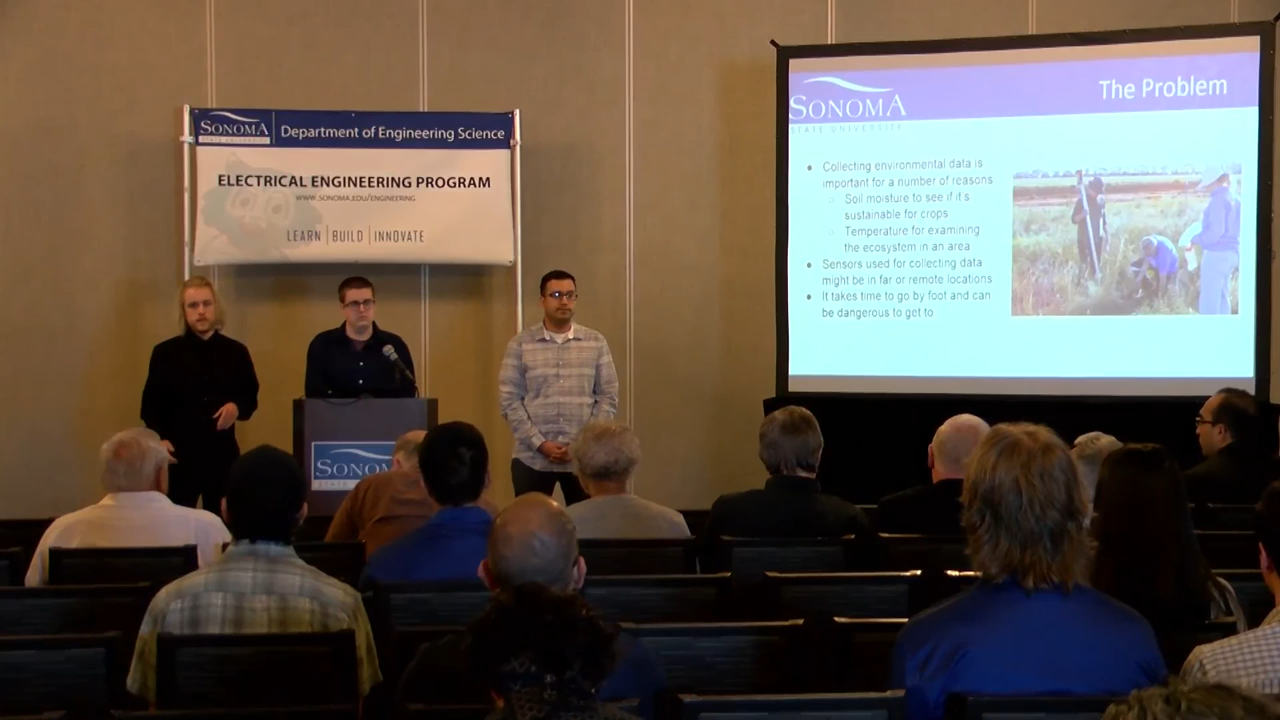 SONOMA
STATE UNIVERSITY
Department of Engineering Science
ELECTRICAL ENGINEERING PROGRAM
WWW.SONOMA.EDU/ENGINEERING
LEARN | BUILD | INNOVATE
SONOMA
STATE UNIVERSITY
The Problem
• Collecting environmental data is
important for a number of reasons
○ Soil moisture to see if it's
sustainable for crops
○ Temperature for examining
the ecosystem in an area
• Sensors used for collecting data
might be in far or remote locations
• It takes time to go by foot and can
be dangerous to get to
SONOMA
STATE